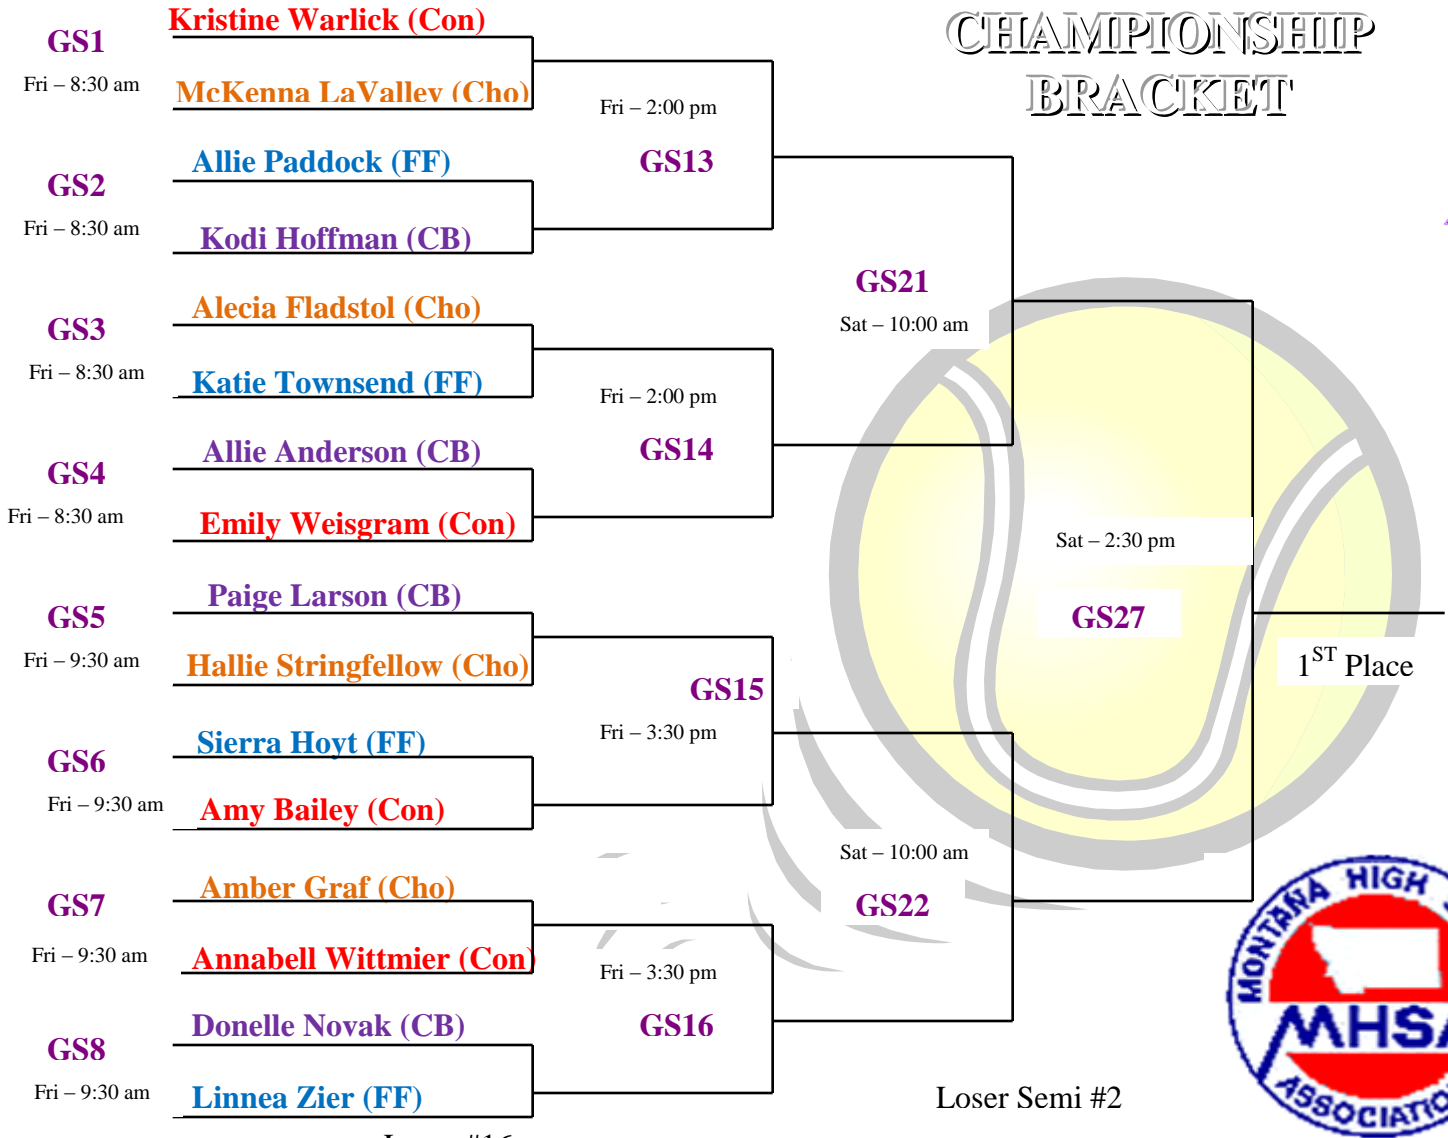 CHAMPIONSHIP
BRACKET
Kristine Warlick (Con)
GS1
Fri – 8:30 am
McKenna LaValley (Cho)
Allie Paddock (FF)
GS2
Fri – 8:30 am
Kodi Hoffman (CB)
Alecia Fladstol (Cho)
GS3
Fri – 8:30 am
Katie Townsend (FF)
Allie Anderson (CB)
GS4
Fri – 8:30 am
Emily Weisgram (Con)
Paige Larson (CB)
GS5
Fri – 9:30 am
Hallie Stringfellow (Cho)
Sierra Hoyt (FF)
GS6
Fri – 9:30 am
Amy Bailey (Con)
Amber Graf (Cho)
GS7
Fri – 9:30 am
Annabell Wittmier (Con)
Donelle Novak (CB)
GS8
Fri – 9:30 am
Linnea Zier (FF)
Fri – 2:00 pm
GS13
Fri – 2:00 pm
GS14
GS15
Fri – 3:30 pm
Fri – 3:30 pm
GS16
GS21
Sat – 10:00 am
Sat – 10:00 am
GS22
Sat – 2:30 pm
GS27
1ST Place
Loser Semi #2
MONTANA HIGH
MHSA